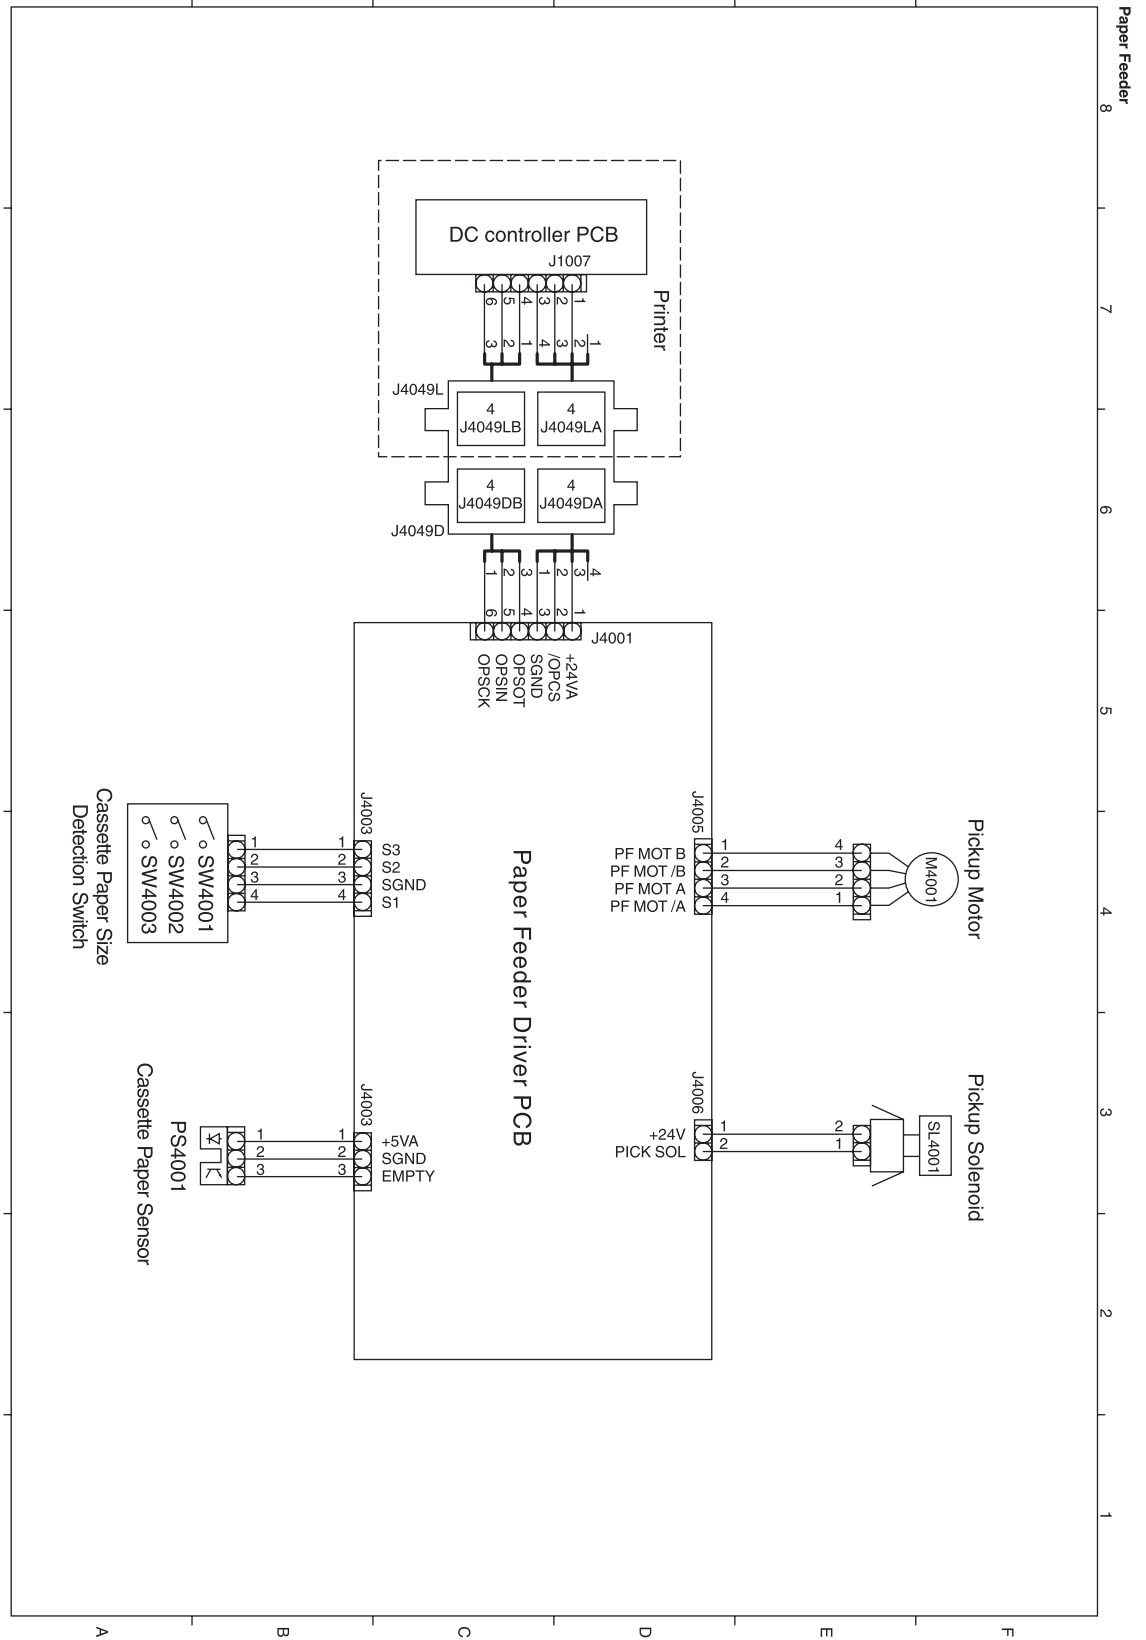 Paper Feeder
8
7
6
5
4
3
2
1
A
B
C
D
E
F
Printer
DC controller PCB
J1007
6 5 4 3 2 1
3 2 1 4 3 2 1
J4049L
4
J4049LB
4
J4049LA
4
J4049DB
4
J4049DA
J4049D
1 2 3 1 2 3 4
6 5 4 3 2 1
J4001
OPSCK
OPSIN
OPSOT
SGND
/OPCS
+24VA
Paper Feeder Driver PCB
J4003
1 1 S3
2 2 S2
3 3 SGND
4 4 S1
SW4001
SW4002
SW4003
Cassette Paper Size
Detection Switch
J4005
PF MOT B 1 4
PF MOT /B 2 3
PF MOT A 3 2
PF MOT /A 4 1
M4001
Pickup Motor
J4003
1 1 +5VA
2 2 SGND
3 3 EMPTY
PS4001
Cassette Paper Sensor
J4006
+24V 1 2
PICK SOL 2 1
SL4001
Pickup Solenoid